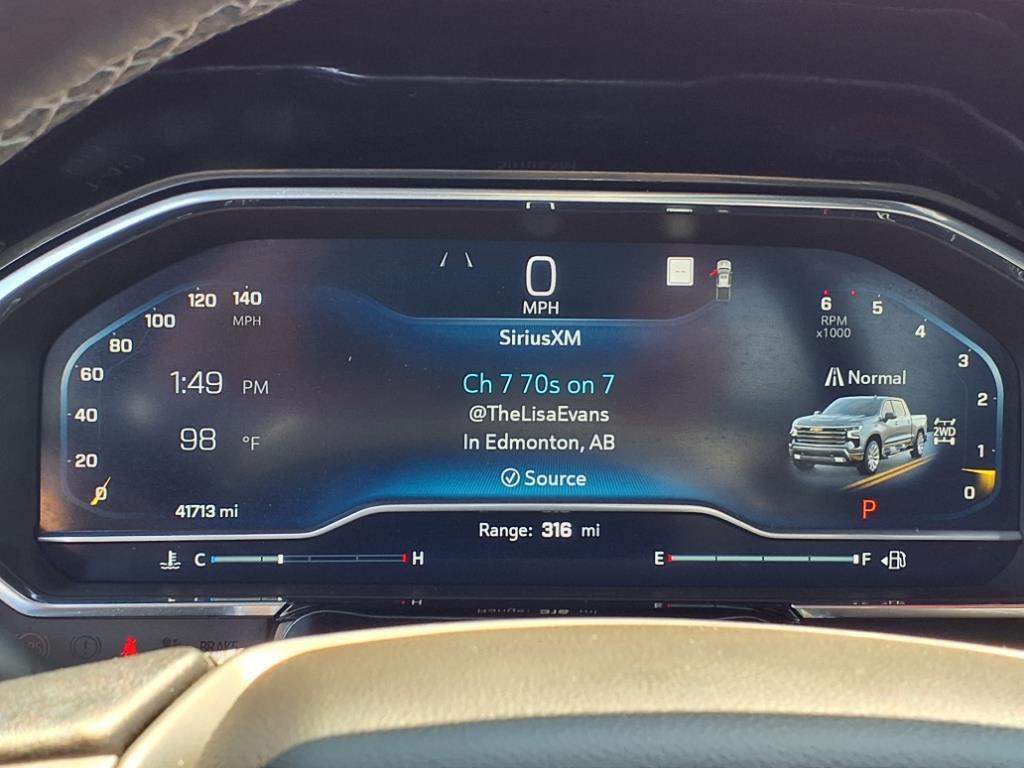 0
MPH
120 140
MPH
100
80
60
40
20
0
1:49 PM
98 °F
41713 mi
SiriusXM
Ch 7 70s on 7
@TheLisaEvans
In Edmonton, AB
Source
6
5
4
3
2
1
0
RPM
x1000
Normal
2WD
P
Range: 316 mi
C H
E F
BRAKE